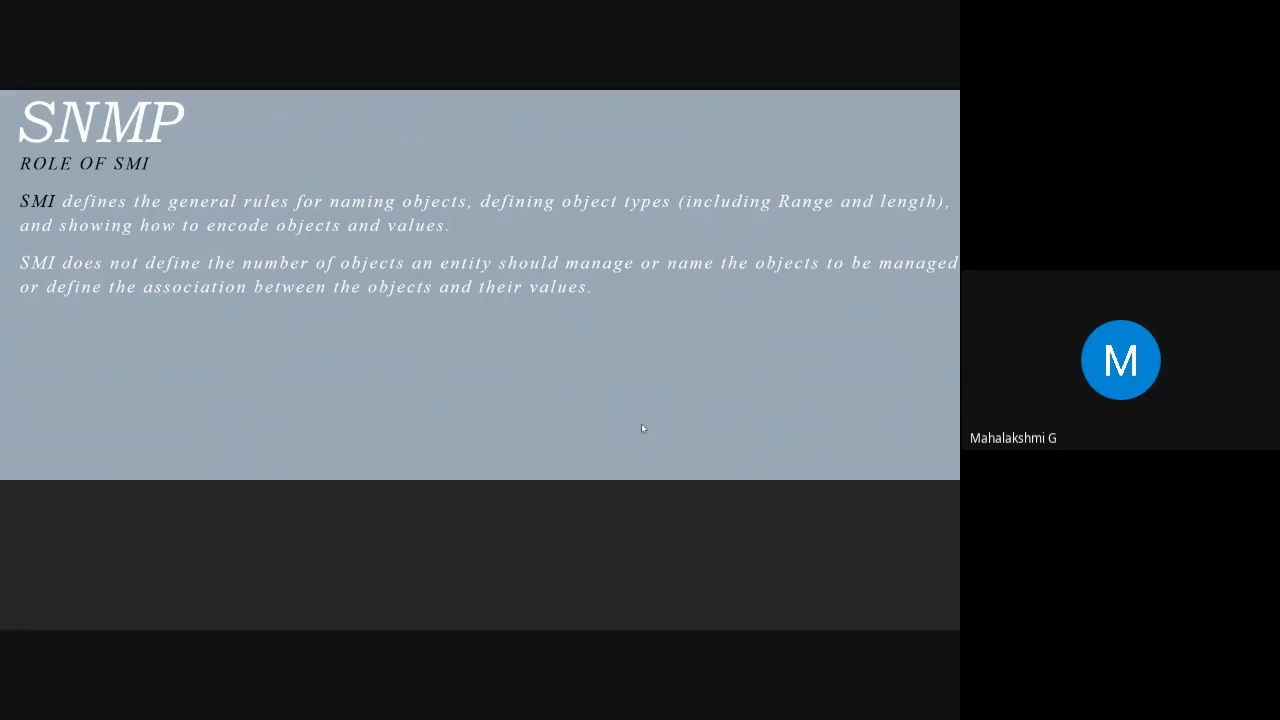 SNMP
ROLE OF SMI
SMI defines the general rules for naming objects, defining object types (including Range and length),
and showing how to encode objects and values.
SMI does not define the number of objects an entity should manage or name the objects to be managed
or define the association between the objects and their values.
M
Mahalakshmi G